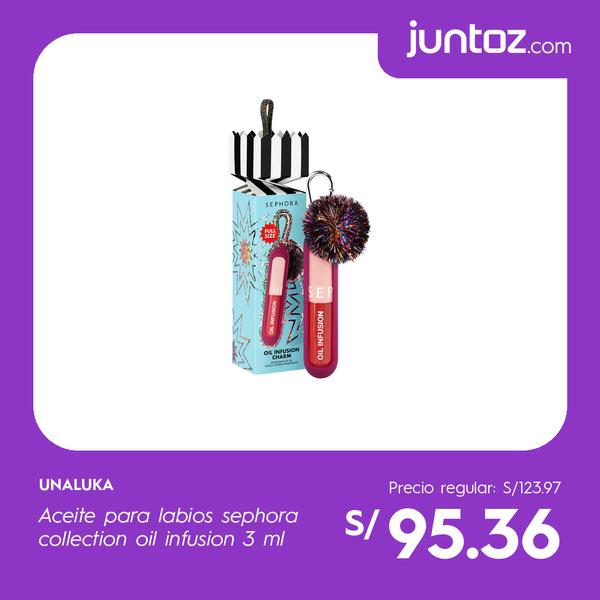 juntoz.com
SEPHORA
FULL
SIZE
OIL INFUSION
OIL INFUSION
CHARM
SEP
OIL INFUSION
UNALUKA
Aceite para labios sephora
collection oil infusion 3 ml
Precio regular: S/123.97
S/95.36